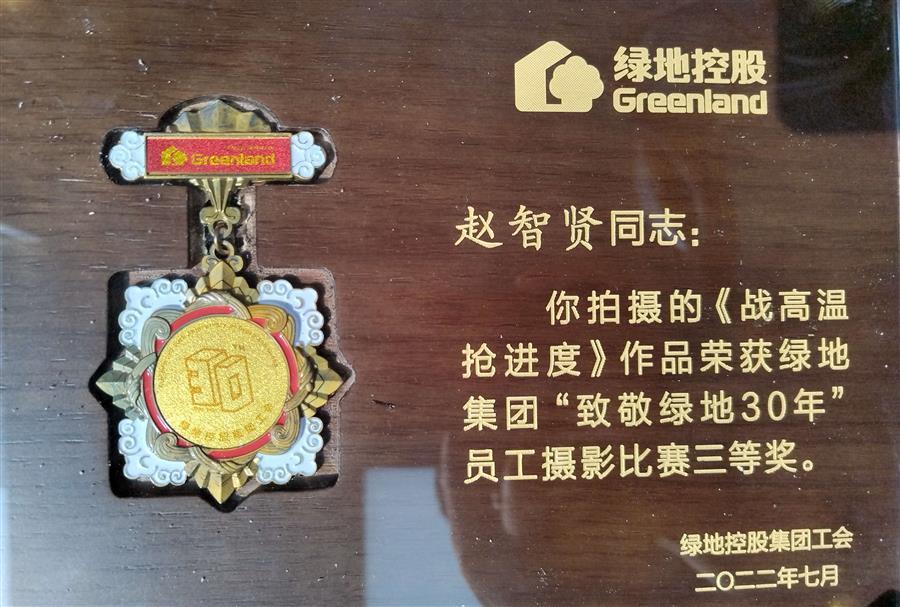 绿地控股
Greenland
Greenland
赵智贤同志：
你拍摄的《战高温
抢进度》作品荣获绿地
集团“致敬绿地30年”
员工摄影比赛三等奖。
30
绿地控股集团工会
二〇二二年七月